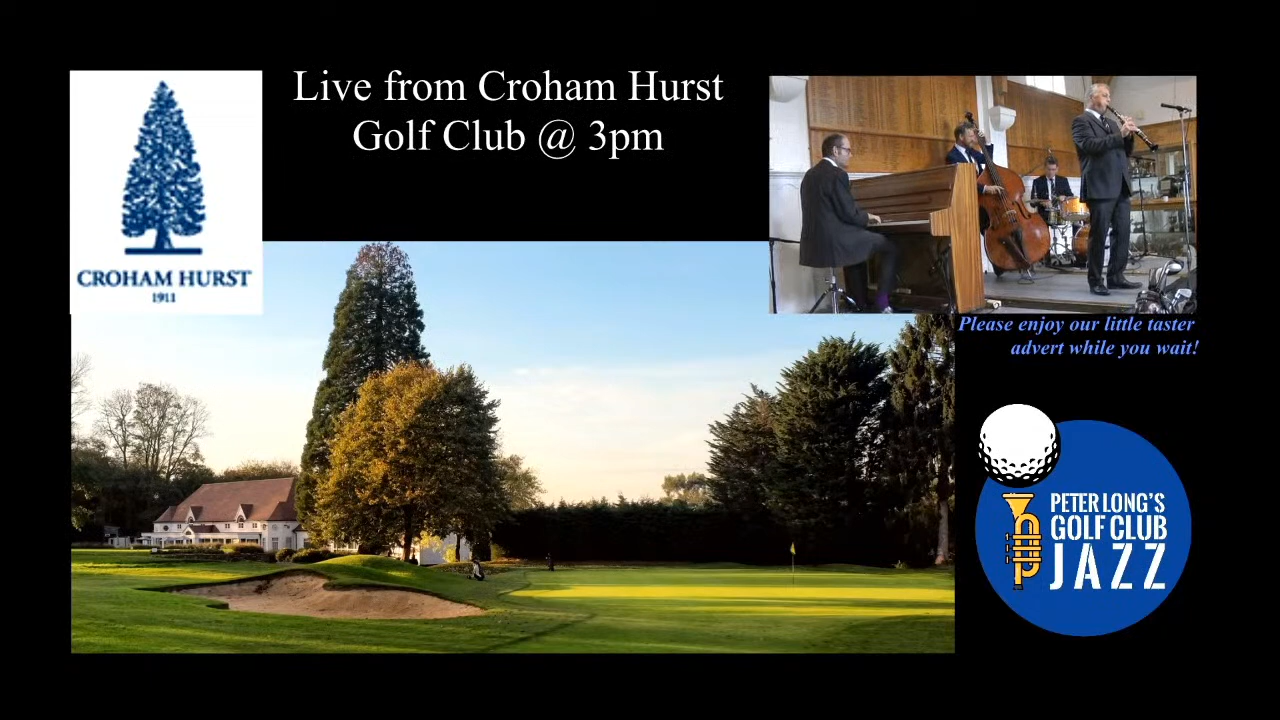 Live from Croham Hurst
Golf Club @ 3pm
CROHAM HURST
1911
Please enjoy our little taster
advert while you wait!
PETER LONG'S
GOLF CLUB
JAZZ